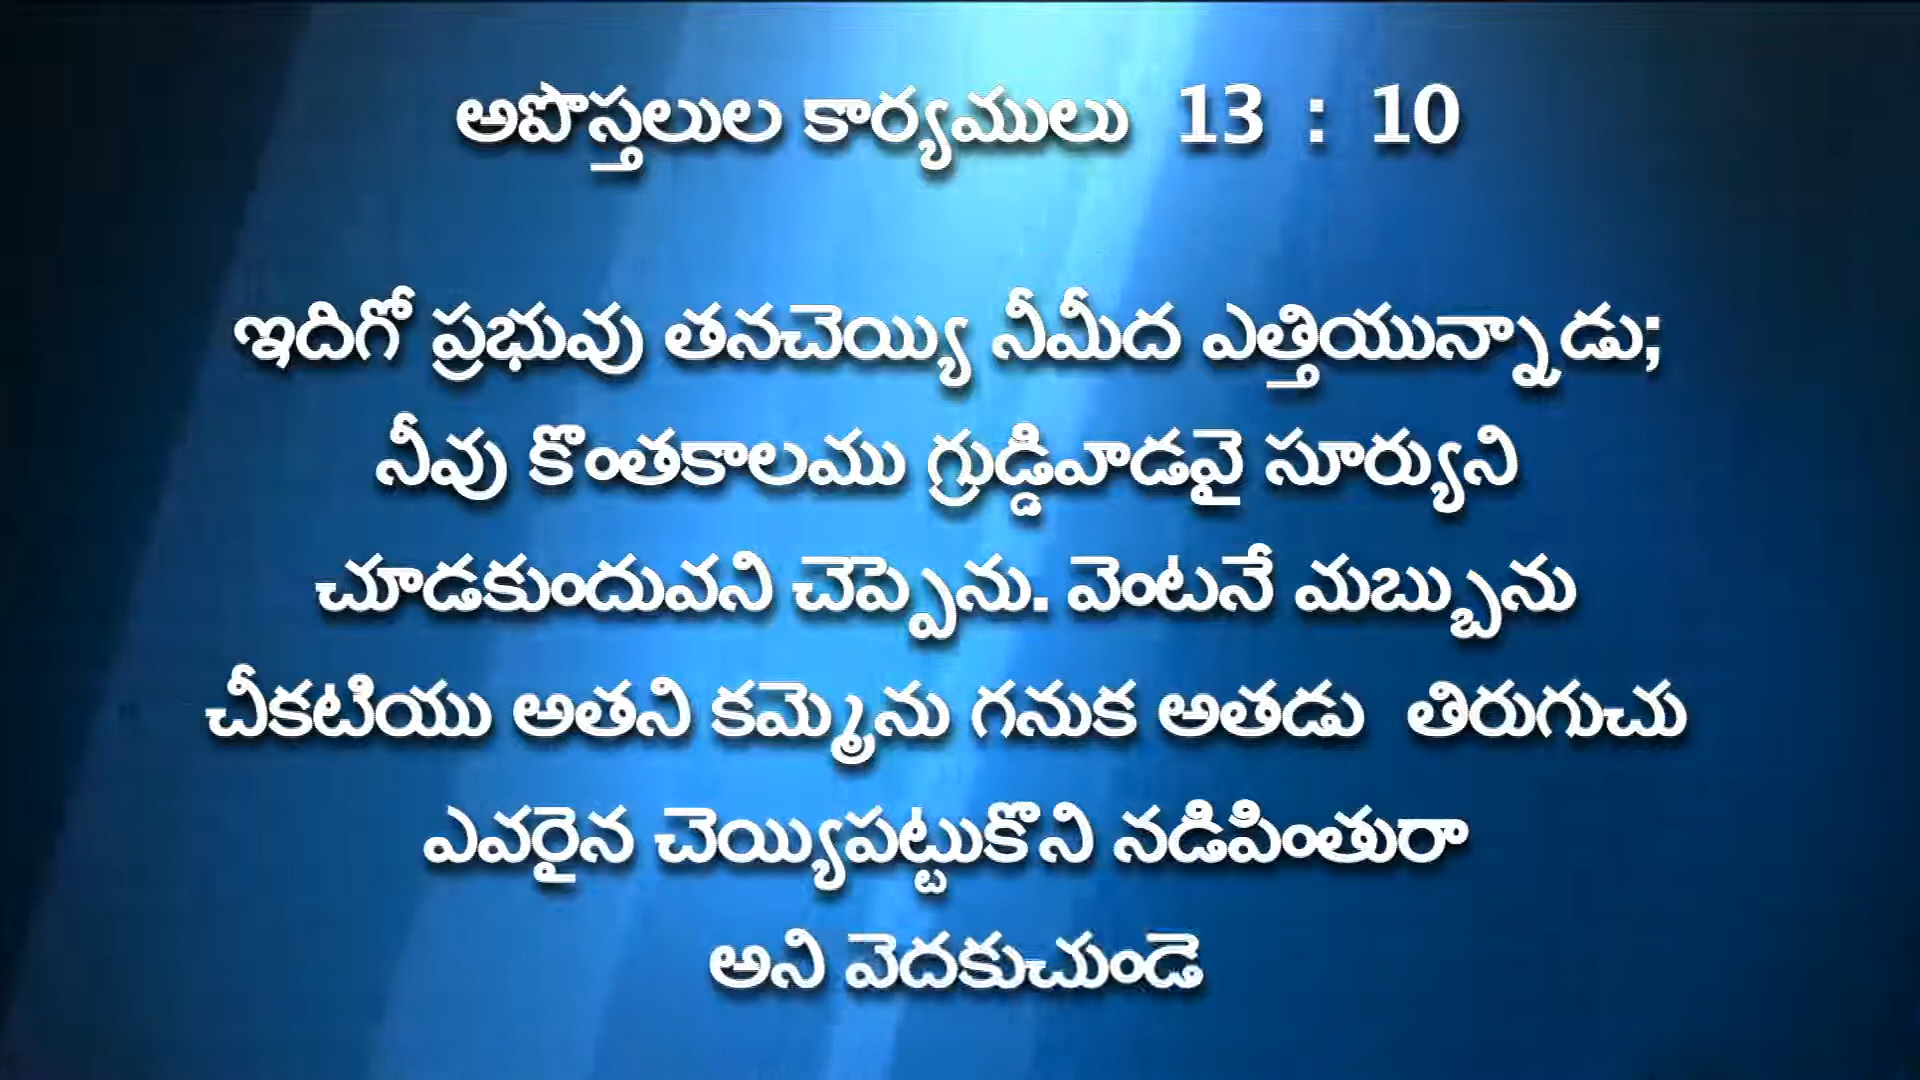 అపొస్తలుల కార్యములు 13 : 10
ఇదిగో ప్రభువు తనచెయ్యి నీమీద ఎత్తియున్నాడు;
నీవు కొంతకాలము గ్రుడ్డివాడవై సూర్యుని
చూడకుందువని చెప్పెను. వెంటనే మబ్బును
చీకటియు అతని కమ్మెను గనుక అతడు తిరుగుచు
ఎవరైన చెయ్యిపట్టుకొని నడిపింతురా
అని వెదకుచుండె